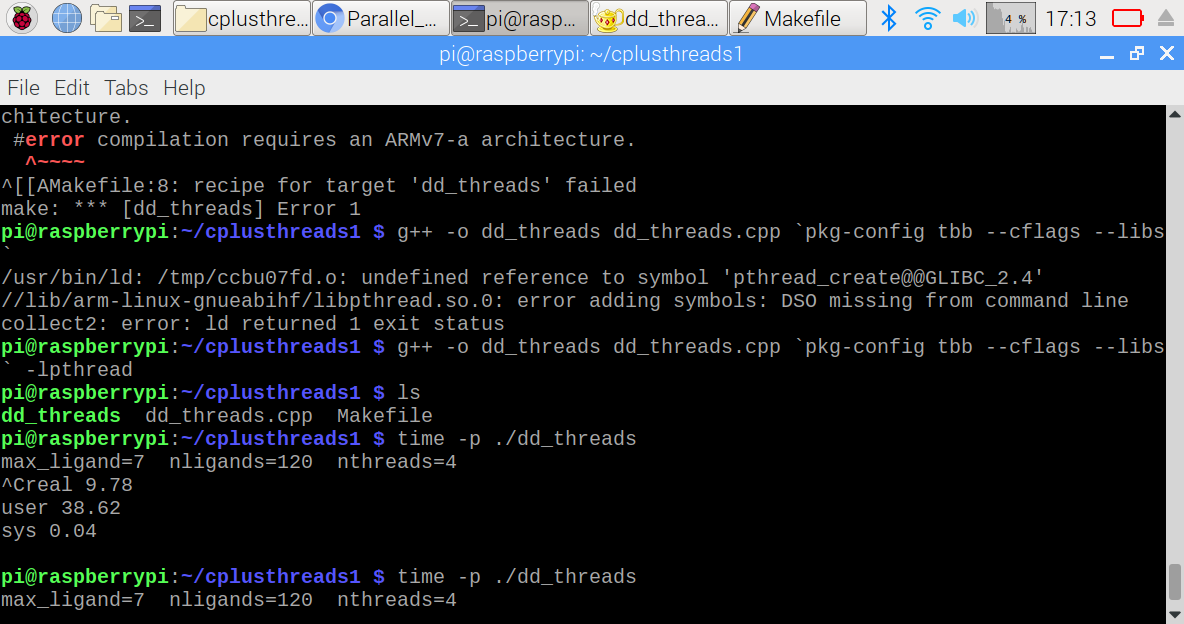 cplusthre... Parallel_... pi@rasp... dd_threa... Makefile 4 % 17:13
pi@raspberrypi: ~/cplusthreads1
File Edit Tabs Help
chitecture.
 #error compilation requires an ARMv7-a architecture.
  ^~~~~
^[[AMakefile:8: recipe for target 'dd_threads' failed
make: *** [dd_threads] Error 1
pi@raspberrypi:~/cplusthreads1 $ g++ -o dd_threads dd_threads.cpp `pkg-config tbb --cflags --libs
`
/usr/bin/ld: /tmp/ccbu07fd.o: undefined reference to symbol 'pthread_create@@GLIBC_2.4'
//lib/arm-linux-gnueabihf/libpthread.so.0: error adding symbols: DSO missing from command line
collect2: error: ld returned 1 exit status
pi@raspberrypi:~/cplusthreads1 $ g++ -o dd_threads dd_threads.cpp `pkg-config tbb --cflags --libs
` -lpthread
pi@raspberrypi:~/cplusthreads1 $ ls
dd_threads  dd_threads.cpp  Makefile
pi@raspberrypi:~/cplusthreads1 $ time -p ./dd_threads
max_ligand=7  nligands=120  nthreads=4
^Creal 9.78
user 38.62
sys 0.04
pi@raspberrypi:~/cplusthreads1 $ time -p ./dd_threads
max_ligand=7  nligands=120  nthreads=4